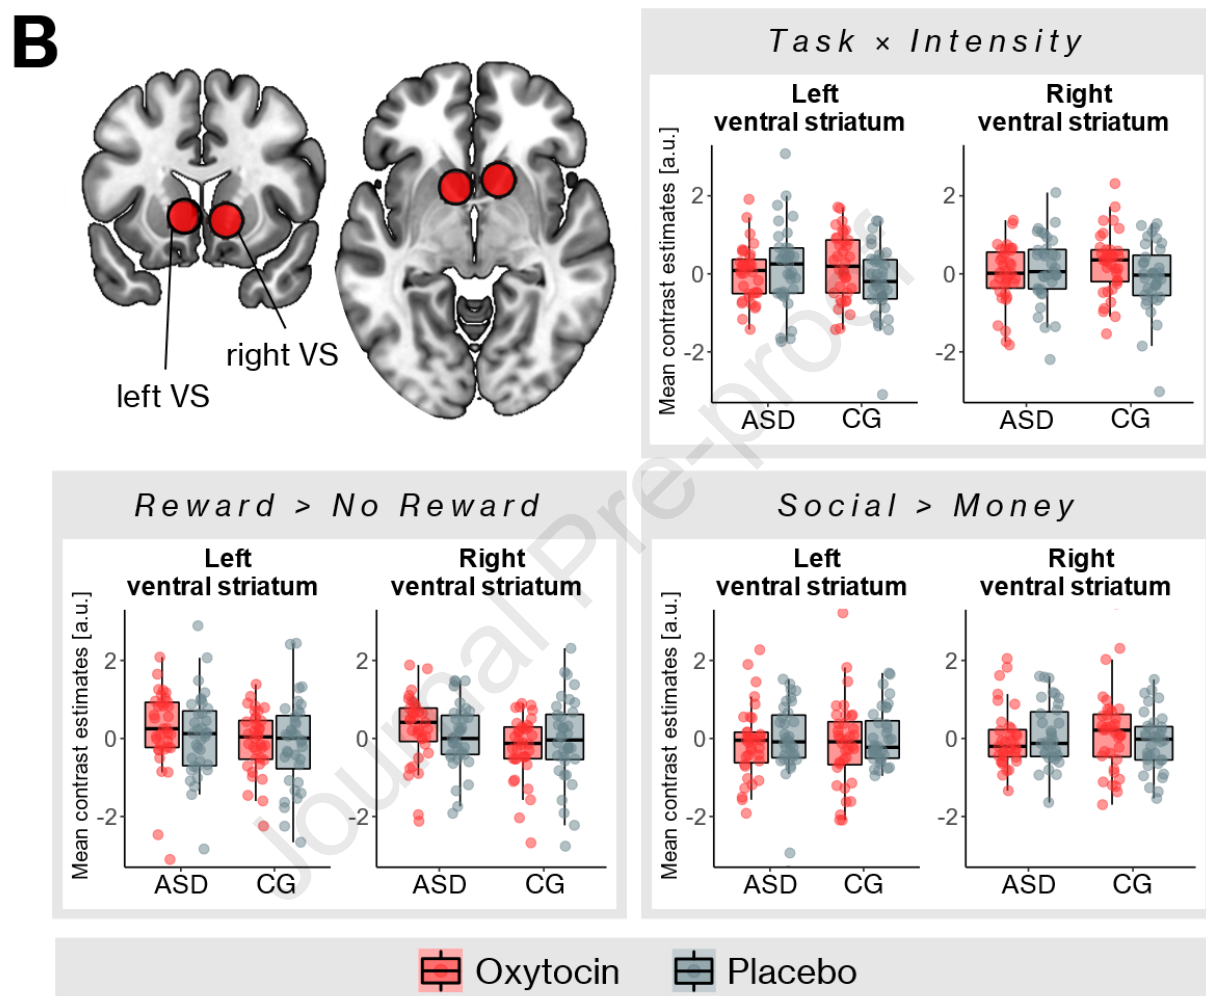 B
left VS
right VS
Task × Intensity
Left
ventral striatum
Right
ventral striatum
Mean contrast estimates [a.u.]
2
0
-2
ASD
CG
2
0
-2
ASD
CG
Reward > No Reward
Left
ventral striatum
Right
ventral striatum
Mean contrast estimates [a.u.]
2
0
-2
ASD
CG
2
0
-2
ASD
CG
Social > Money
Left
ventral striatum
Right
ventral striatum
Mean contrast estimates [a.u.]
2
0
-2
ASD
CG
2
0
-2
ASD
CG
Oxytocin
Placebo
Journal Pre-proof